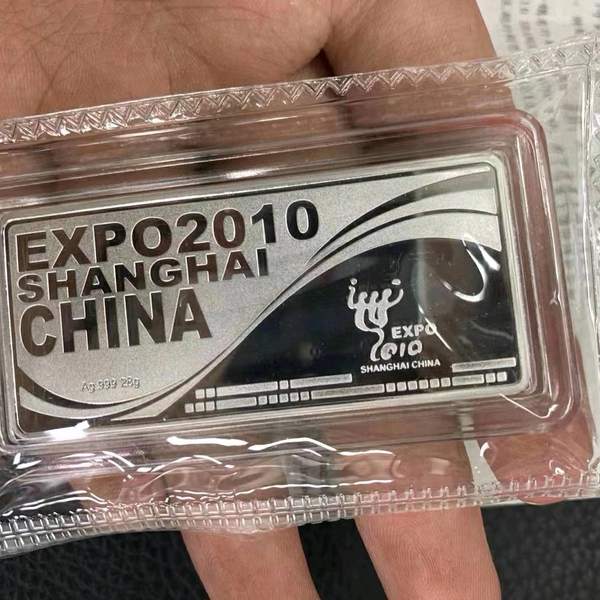 EXPO2010
SHANGHAI
CHINA
Ag 999 28g
EXPO
2010
SHANGHAI CHINA